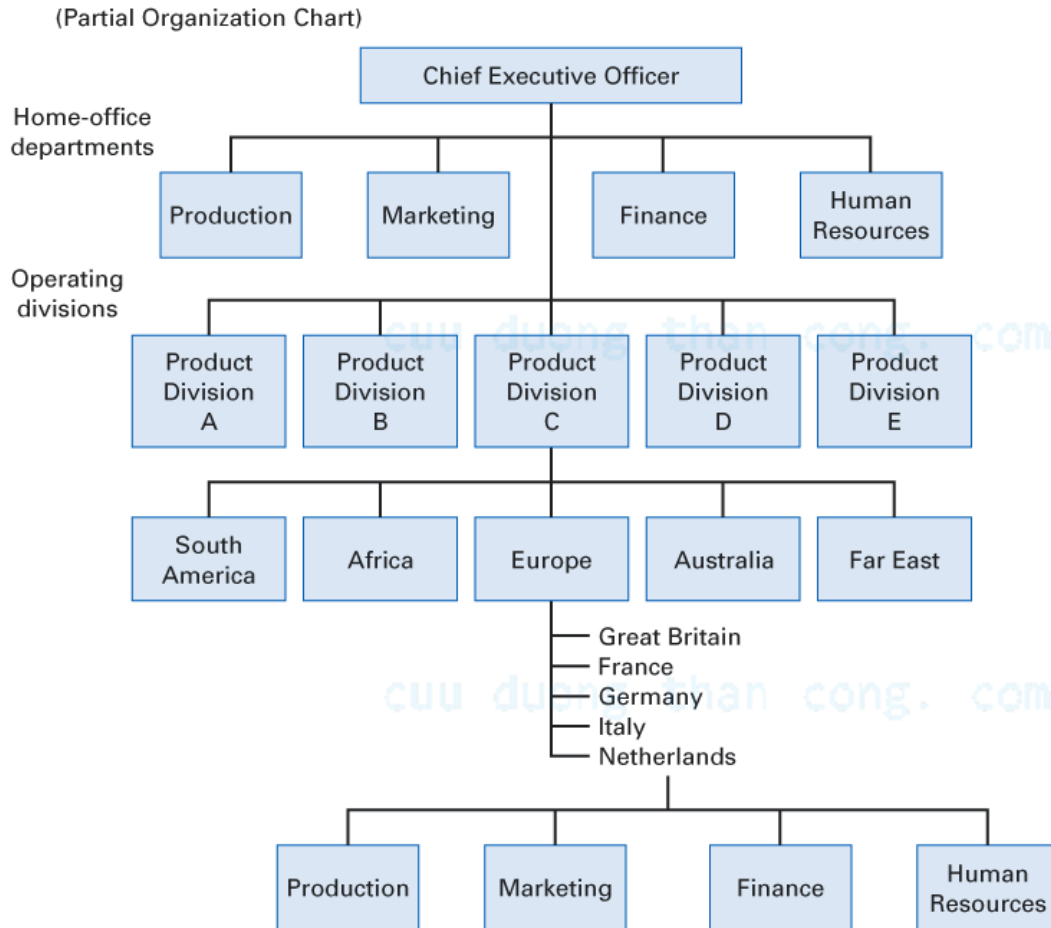 (Partial Organization Chart)
Chief Executive Officer
Home-office
departments
Production
Marketing
Finance
Human
Resources
Operating
divisions
cuu duong than cong. com
Product
Division
A
Product
Division
B
Product
Division
C
Product
Division
D
Product
Division
E
South
America
Africa
Europe
Australia
Far East
Great Britain
France
Germany
cuu duong than cong. com
Italy
Netherlands
Production
Marketing
Finance
Human
Resources